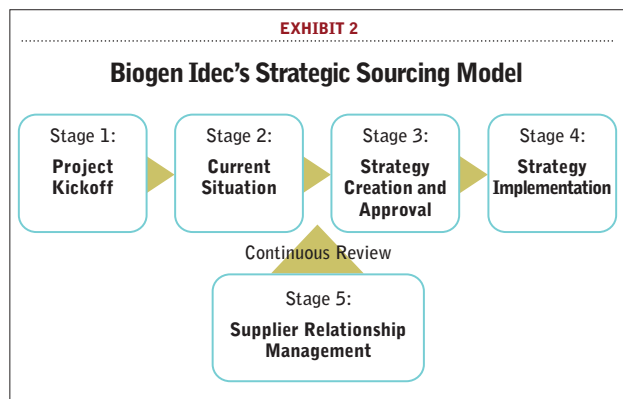 EXHIBIT 2
Biogen Idec's Strategic Sourcing Model
Stage 1:
Project
Kickoff
Stage 2:
Current
Situation
Stage 3:
Strategy
Creation and
Approval
Stage 4:
Strategy
Implementation
Continuous Review
Stage 5:
Supplier Relationship
Management